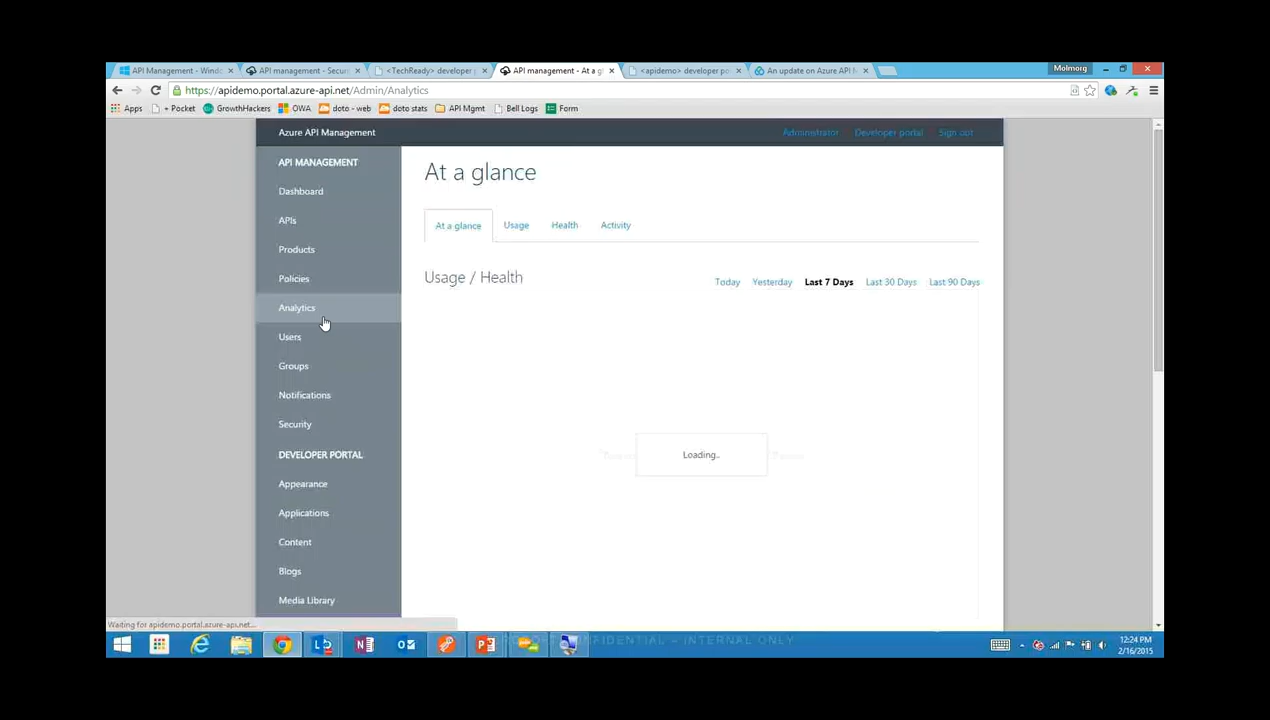 API Management - Windo
API management - Securi
<TechReady> developer
API management - At a g
<apidemo> developer po
An update on Azure API M
Molmorg
https://apidemo.portal.azure-api.net/Admin/Analytics
Apps
+ Pocket
GrowthHackers
OWA
doto - web
doto stats
API Mgmt
Bell Logs
Form
Azure API Management
Administrator
Developer portal
Sign out
API MANAGEMENT
Dashboard
APIs
Products
Policies
Analytics
Users
Groups
Notifications
Security
DEVELOPER PORTAL
Appearance
Applications
Content
Blogs
Media Library
At a glance
At a glance
Usage
Health
Activity
Usage / Health
Today
Yesterday
Last 7 Days
Last 30 Days
Last 90 Days
Loading..
Waiting for apidemo.portal.azure-api.net...
CONFIDENTIAL – INTERNAL ONLY
12:24 PM
2/16/2015